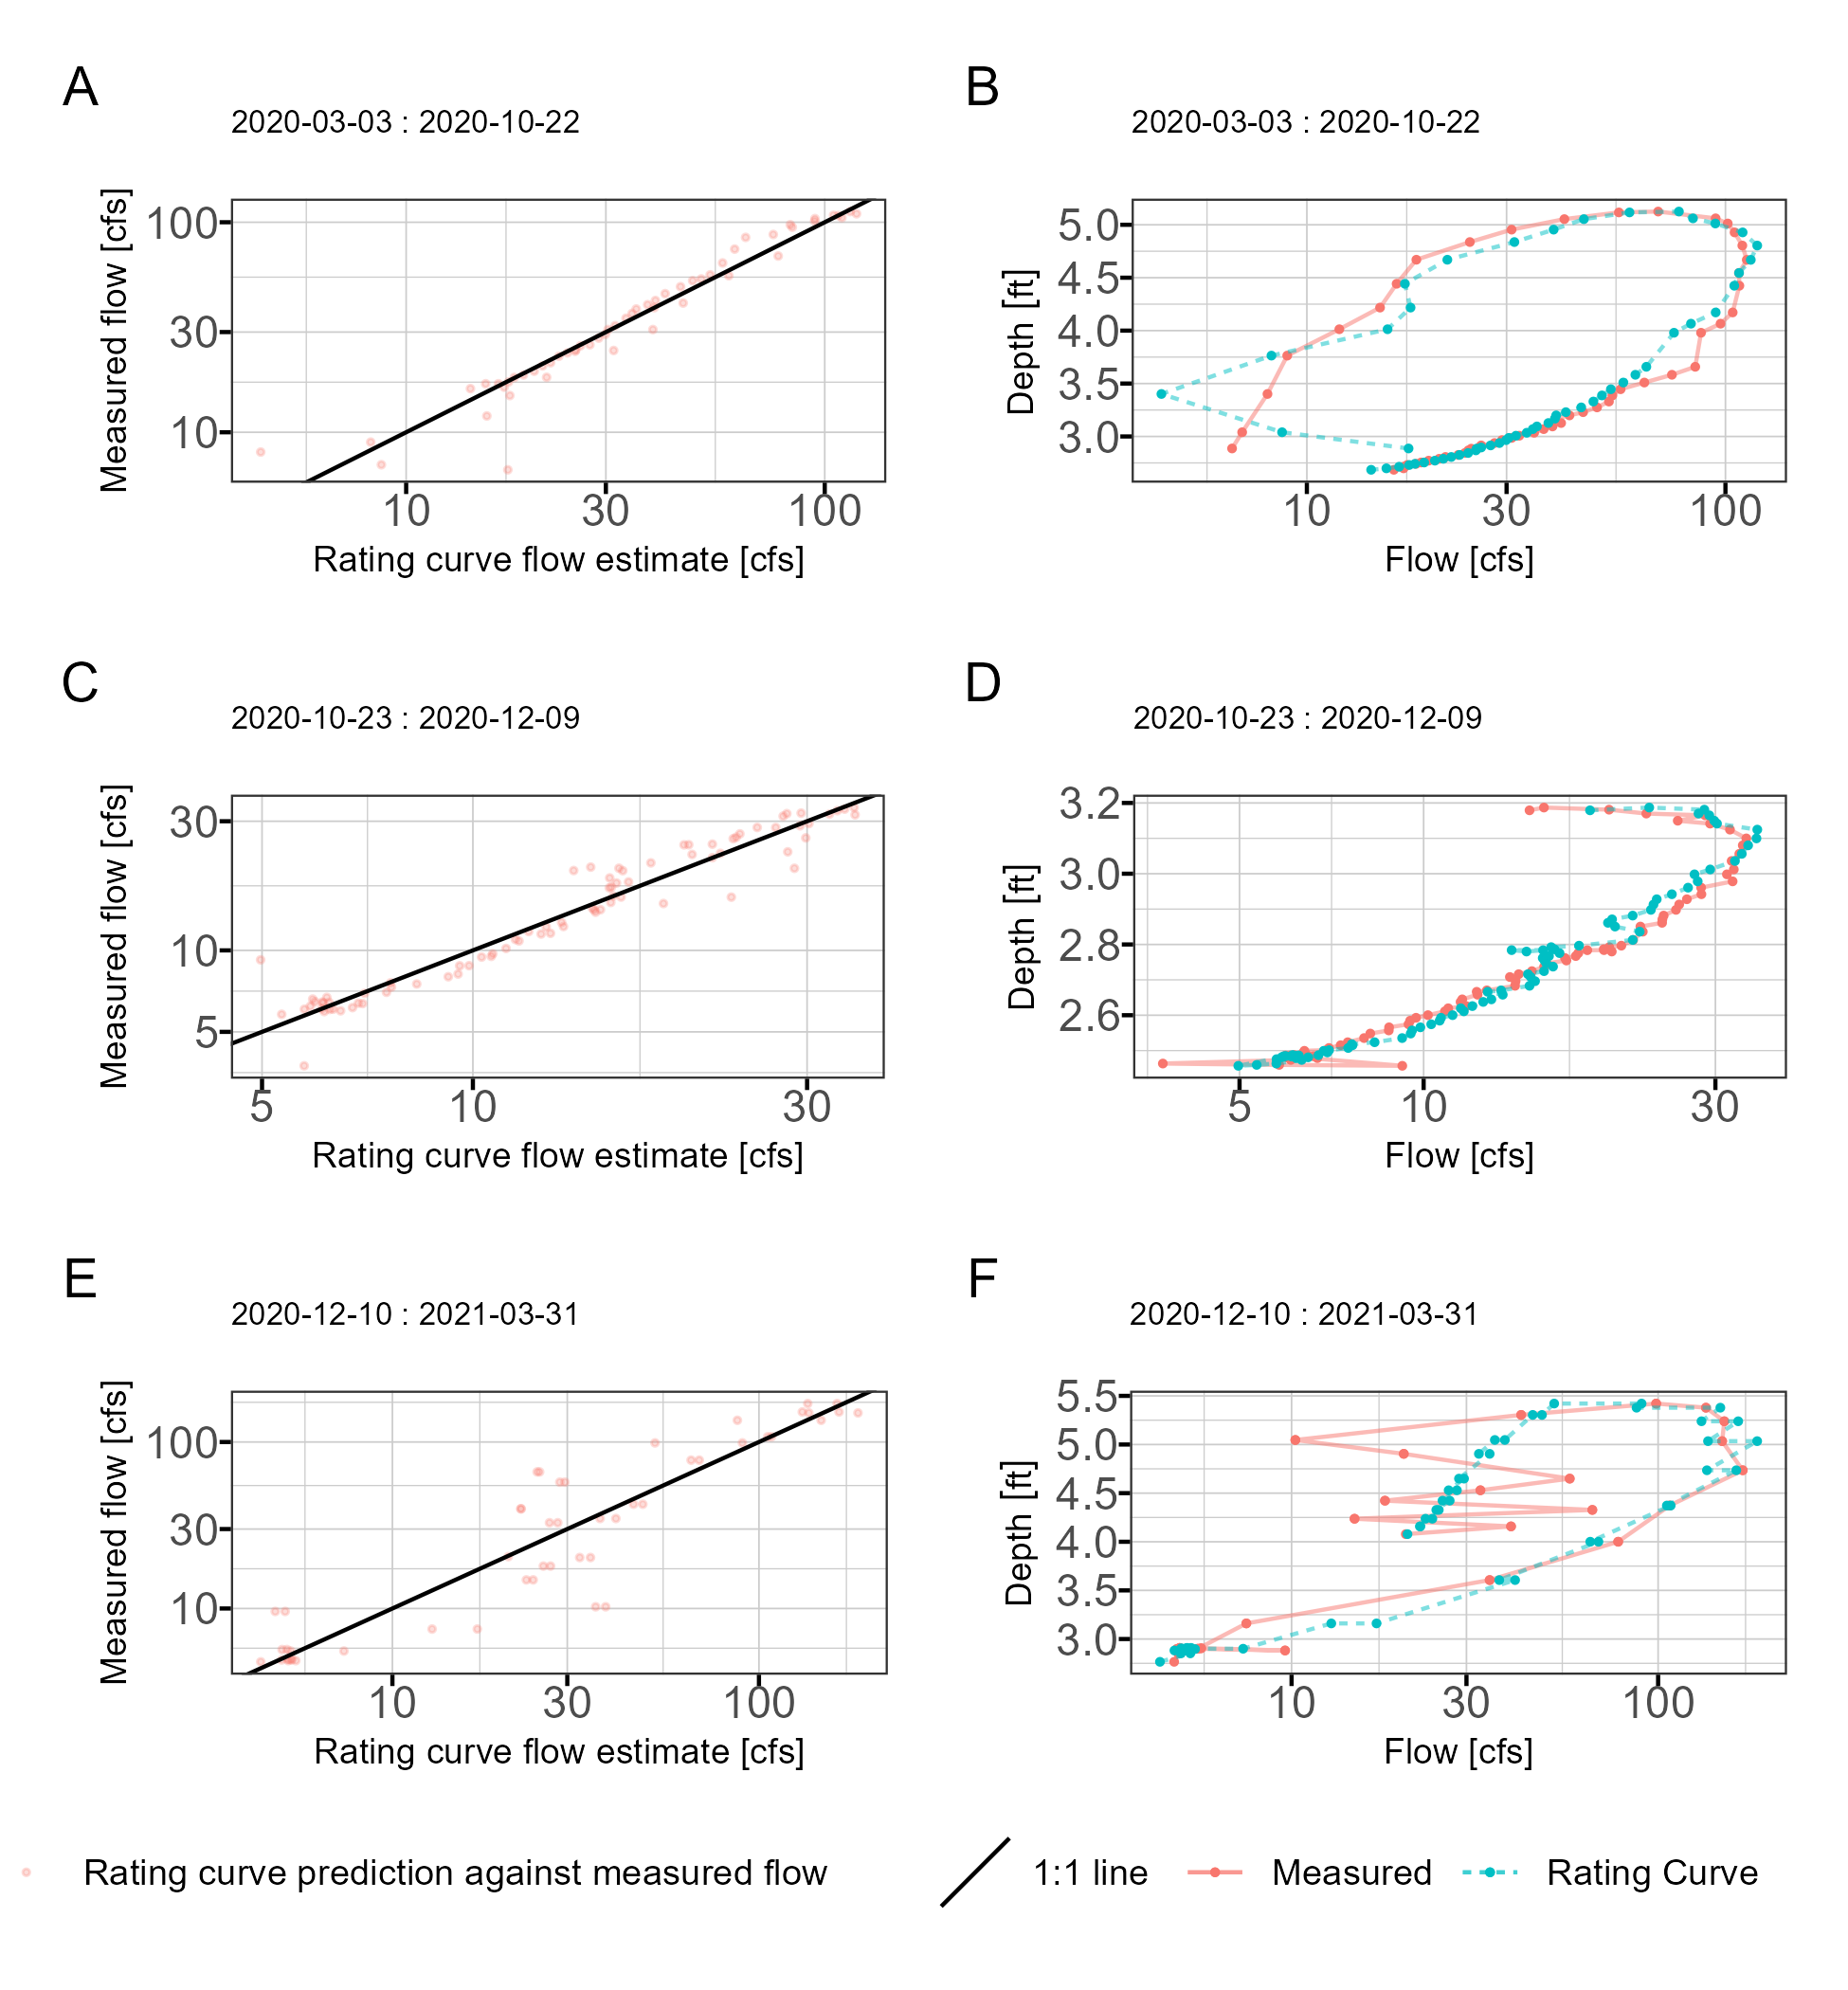 A
2020-03-03 : 2020-10-22
Measured flow [cfs]
100
30
10
10 30 100
Rating curve flow estimate [cfs]
B
2020-03-03 : 2020-10-22
Depth [ft]
5.0
4.5
4.0
3.5
3.0
10 30 100
Flow [cfs]
C
2020-10-23 : 2020-12-09
Measured flow [cfs]
30
10
5
5 10 30
Rating curve flow estimate [cfs]
D
2020-10-23 : 2020-12-09
Depth [ft]
3.2
3.0
2.8
2.6
5 10 30
Flow [cfs]
E
2020-12-10 : 2021-03-31
Measured flow [cfs]
100
30
10
10 30 100
Rating curve flow estimate [cfs]
F
2020-12-10 : 2021-03-31
Depth [ft]
5.5
5.0
4.5
4.0
3.5
3.0
10 30 100
Flow [cfs]
Rating curve prediction against measured flow 1:1 line Measured Rating Curve